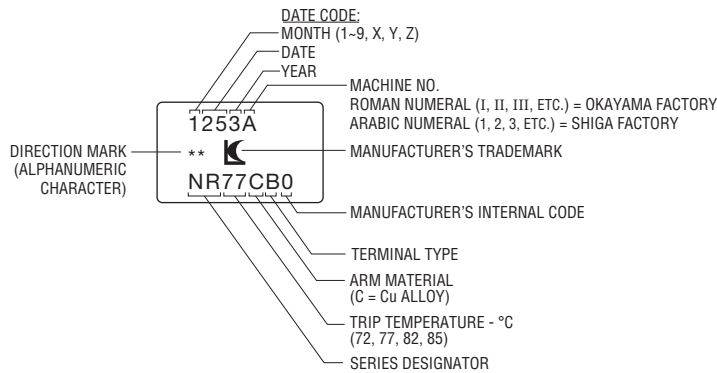 DATE CODE:
MONTH (1~9, X, Y, Z)
DATE
YEAR
MACHINE NO.
ROMAN NUMERAL (I, II, III, ETC.) = OKAYAMA FACTORY
ARABIC NUMERAL (1, 2, 3, ETC.) = SHIGA FACTORY
1253A
DIRECTION MARK
(ALPHANUMERIC
CHARACTER)
**
MANUFACTURER'S TRADEMARK
NR77CB0
MANUFACTURER'S INTERNAL CODE
TERMINAL TYPE
ARM MATERIAL
(C = Cu ALLOY)
TRIP TEMPERATURE - °C
(72, 77, 82, 85)
SERIES DESIGNATOR